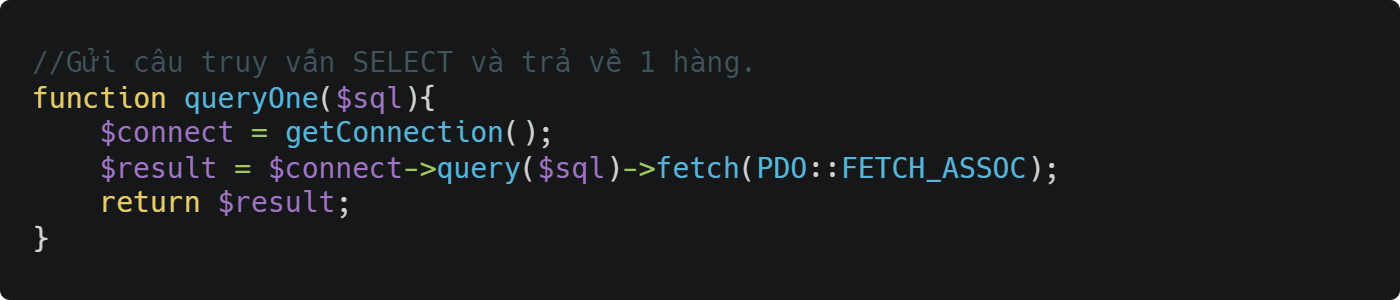 //Gửi câu truy vấn SELECT và trả về 1 hàng.
function queryOne($sql){
    $connect = getConnection();
    $result = $connect->query($sql)->fetch(PDO::FETCH_ASSOC);
    return $result;
}